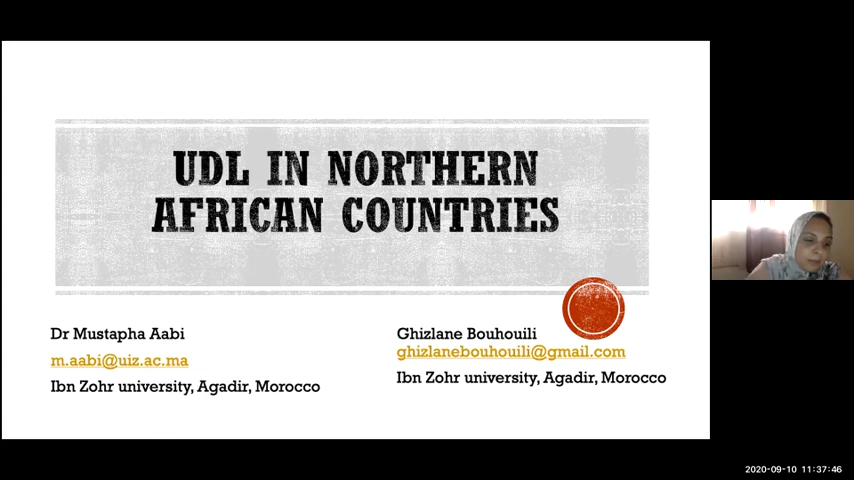 UDL IN NORTHERN
AFRICAN COUNTRIES
Dr Mustapha Aabi
m.aabi@uiz.ac.ma
Ibn Zohr university, Agadir, Morocco
Ghizlane Bouhouili
ghizlanebouhouili@gmail.com
Ibn Zohr university, Agadir, Morocco
2020-09-10 11:37:46